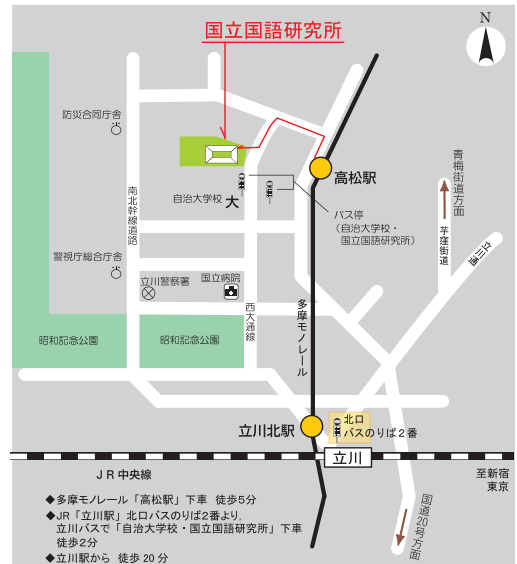 国立国語研究所
N
防災合同庁舎
高松駅
青梅街道方面
自治大学校 大
バス停
（自治大学校・
国立国語研究所）
南北幹線道路
芋窪街道
立川通
警視庁総合庁舎
立川警察署
国立病院
西大通線
多摩モノレール
昭和記念公園
昭和記念公園
立川北駅
北口
バスのりば２番
立川
ＪＲ中央線
至新宿
東京
国道20号方面
◆多摩モノレール「高松駅」下車　徒歩５分
◆JR「立川駅」北口バスのりば2番より，
立川バスで「自治大学校・国立国語研究所」下車
徒歩2分
◆立川駅から　徒歩 20 分